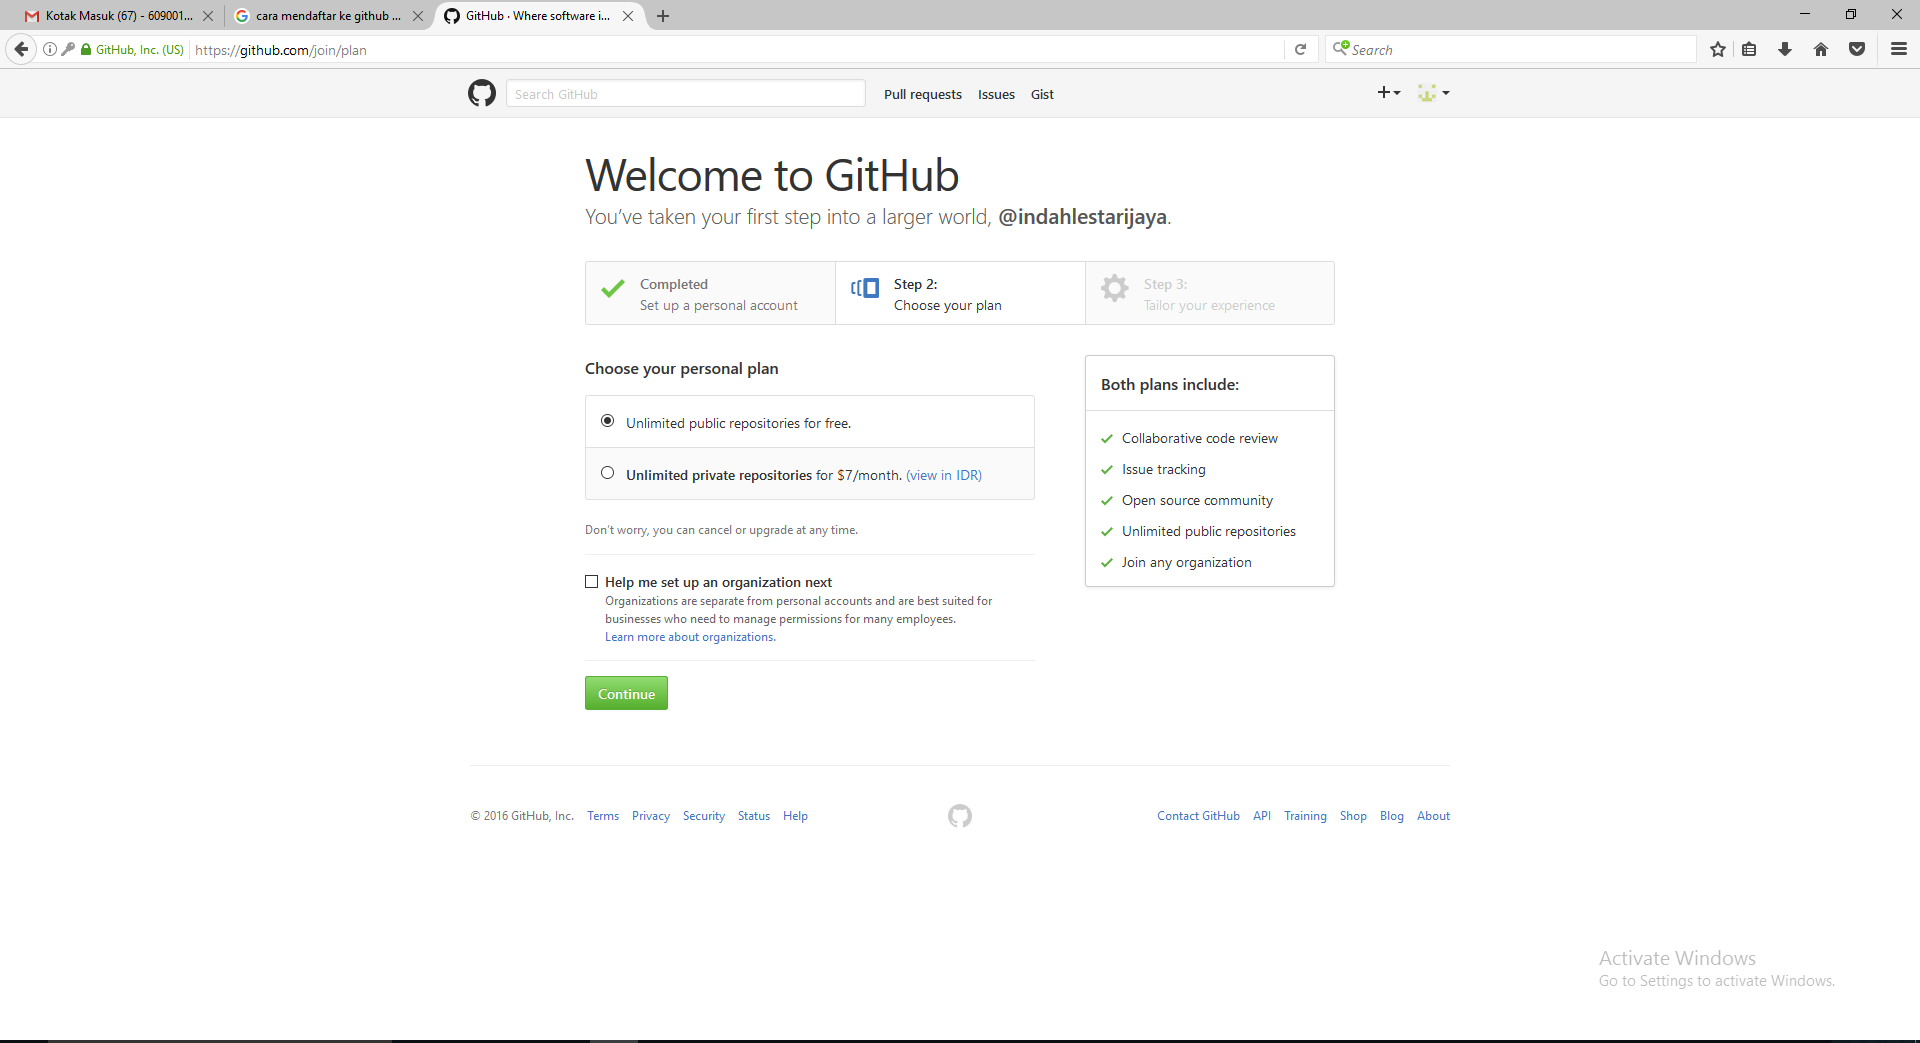 Kotak Masuk (67) - 609001...
cara mendaftar ke github ...
GitHub · Where software i...
GitHub, Inc. (US)
https://github.com/join/plan
Search
Search GitHub
Pull requests
Issues
Gist
Welcome to GitHub
You’ve taken your first step into a larger world, @indahlestarijaya.
Completed
Set up a personal account
Step 2:
Choose your plan
Step 3:
Tailor your experience
Choose your personal plan
Unlimited public repositories for free.
Unlimited private repositories for $7/month. (view in IDR)
Don't worry, you can cancel or upgrade at any time.
Help me set up an organization next
Organizations are separate from personal accounts and are best suited for
businesses who need to manage permissions for many employees.
Learn more about organizations.
Continue
Both plans include:
Collaborative code review
Issue tracking
Open source community
Unlimited public repositories
Join any organization
© 2016 GitHub, Inc. Terms Privacy Security Status Help
Contact GitHub API Training Shop Blog About
Activate Windows
Go to Settings to activate Windows.